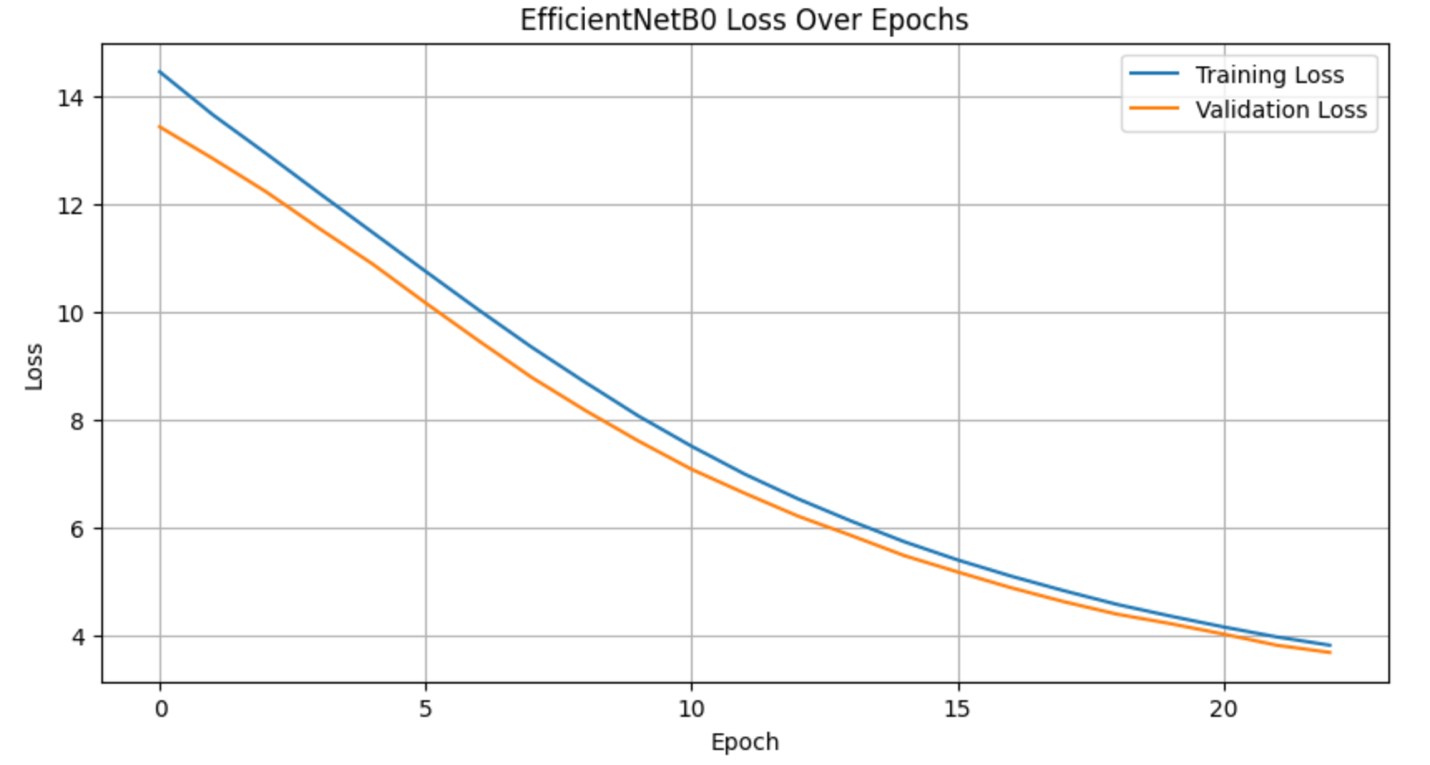 EfficientNetB0 Loss Over Epochs
Training Loss
Validation Loss
14
12
10
8
6
4
Loss
0 5 10 15 20
Epoch